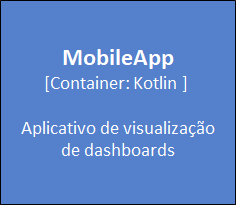 MobileApp
[Container: Kotlin ]
Aplicativo de visualização
de dashboards